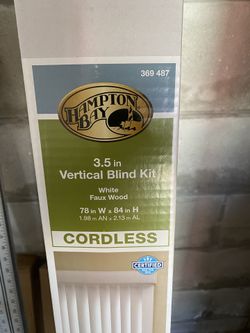 369 487
HAMPTON
BAY
3.5 in
Vertical Blind Kit
White
Faux Wood
78 in W x 84 in H
1.98 m AN x 2.13 m AL
CORDLESS
CERTIFIED